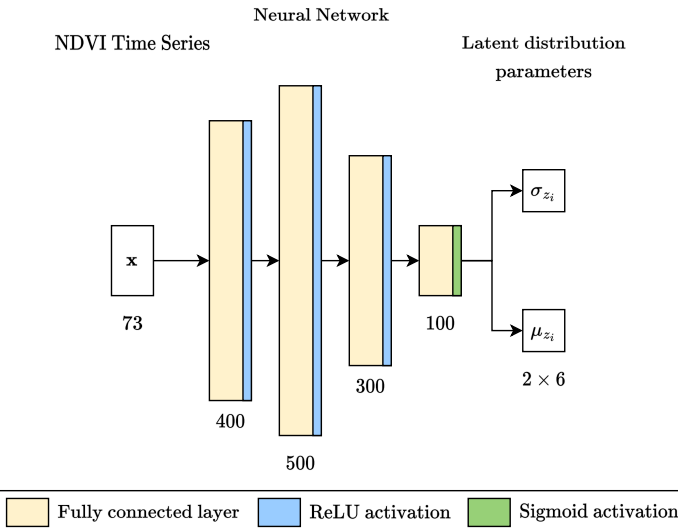 Neural Network
NDVI Time Series
Latent distribution
parameters
σ_{z_i}
x
μ_{z_i}
73
100
2 × 6
300
400
500
Fully connected layer
ReLU activation
Sigmoid activation